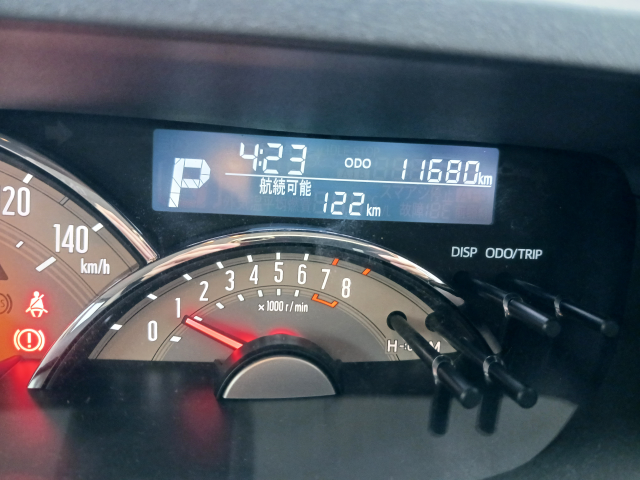 4:23 ODO 11680km
P
航続可能
122km
DISP ODO/TRIP
20
140
km/h
0 1 2 3 4 5 6 7 8
×1000 r/min
H-:
M